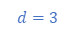 d = 3